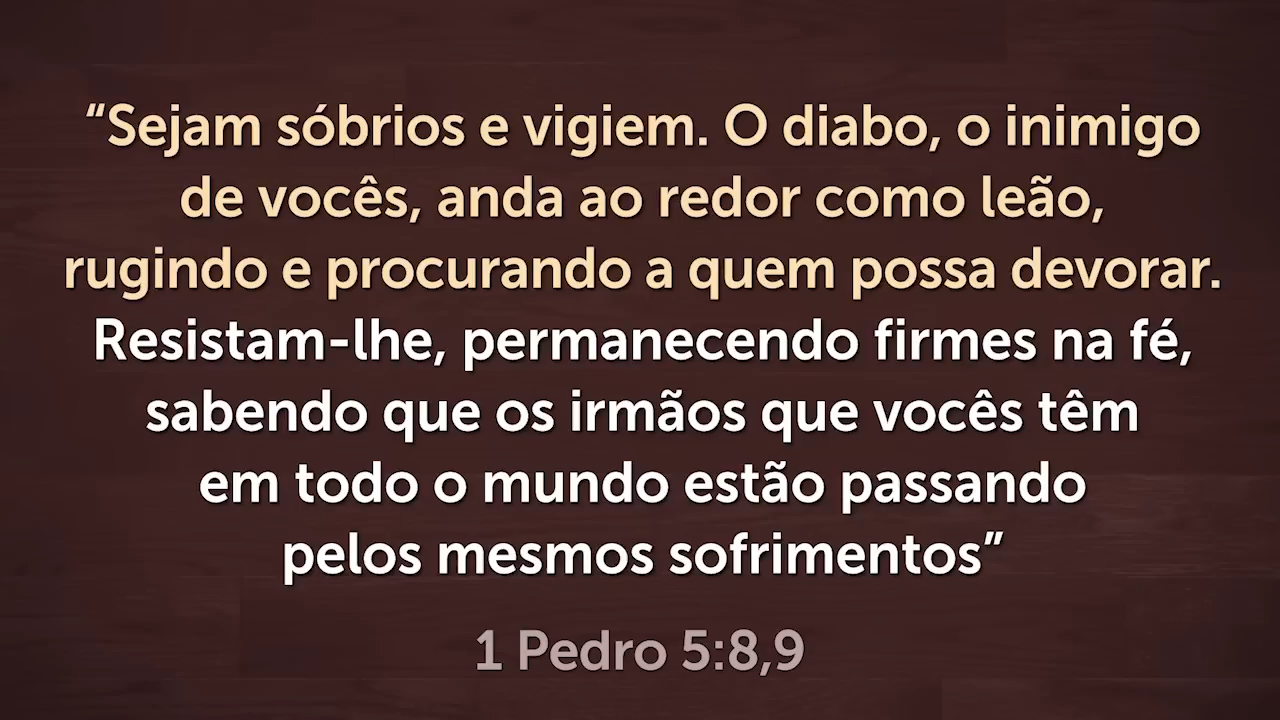 “Sejam sóbrios e vigiem. O diabo, o inimigo
de vocês, anda ao redor como leão,
rugindo e procurando a quem possa devorar.
Resistam-lhe, permanecendo firmes na fé,
sabendo que os irmãos que vocês têm
em todo o mundo estão passando
pelos mesmos sofrimentos”
1 Pedro 5:8,9